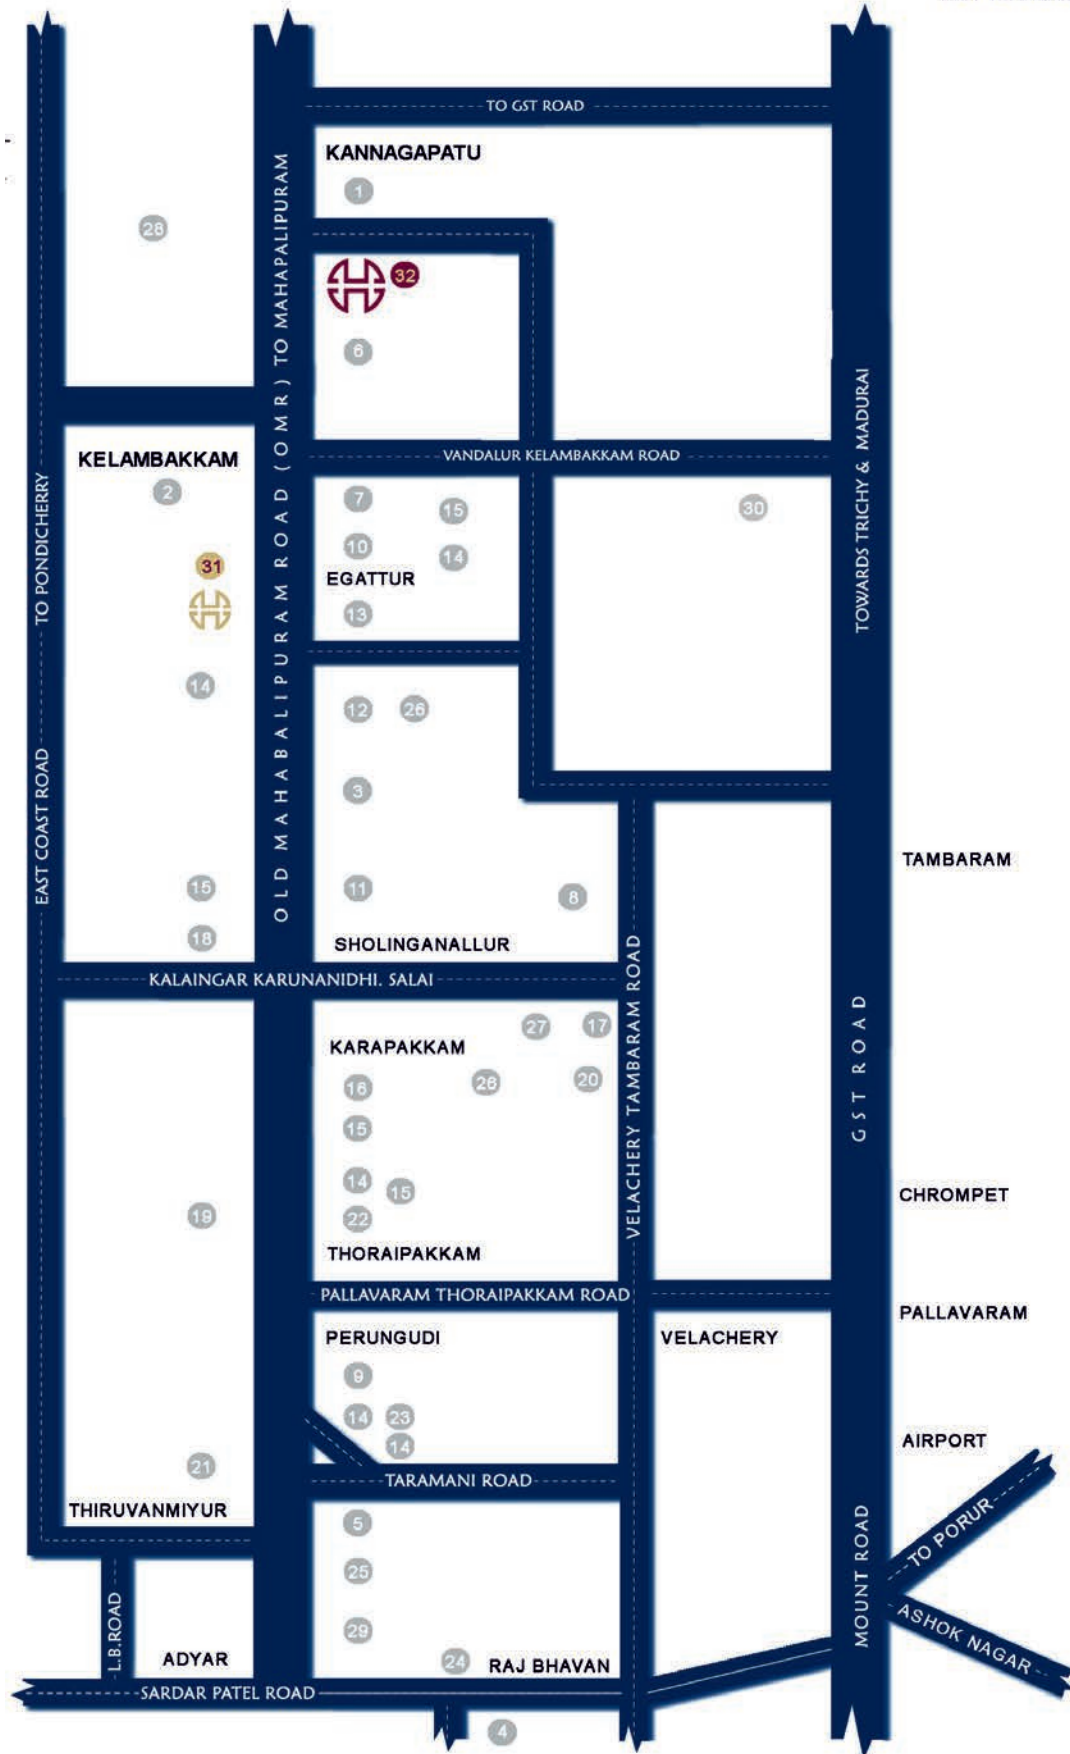 TO GST ROAD
KANNAGAPATU
1
28
32
6
OLD MAHABALIPURAM ROAD (OMR) TO MAHAPALIPURAM
TO PONDICHERRY
EAST COAST ROAD
TOWARDS TRICHY & MADURAI
VANDALUR KELAMBAKKAM ROAD
KELAMBAKKAM
2
7
15
30
10
14
31
EGATTUR
13
14
12
26
3
TAMBARAM
15
11
8
18
SHOLINGANALLUR
KALAINGAR KARUNANIDHI. SALAI
VELACHERY TAMBARAM ROAD
GST ROAD
27
17
KARAPAKKAM
16
26
20
15
14
15
CHROMPET
19
22
THORAIPAKKAM
PALLAVARAM THORAIPAKKAM ROAD
PALLAVARAM
PERUNGUDI
VELACHERY
9
14
23
14
AIRPORT
21
TARAMANI ROAD
THIRUVANMIYUR
5
MOUNT ROAD
TO PORUR
25
L.B.ROAD
29
ASHOK NAGAR
ADYAR
24
RAJ BHAVAN
SARDAR PATEL ROAD
4